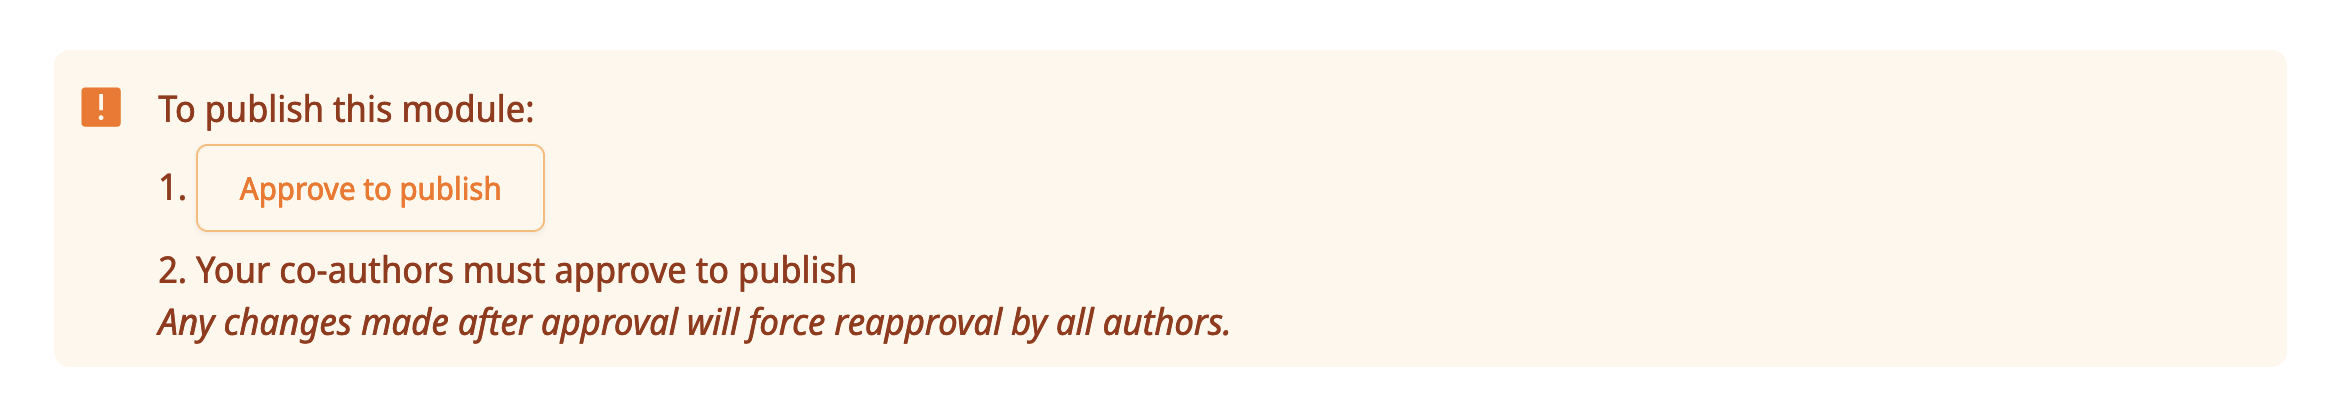 To publish this module:
1. Approve to publish
2. Your co-authors must approve to publish
Any changes made after approval will force reapproval by all authors.